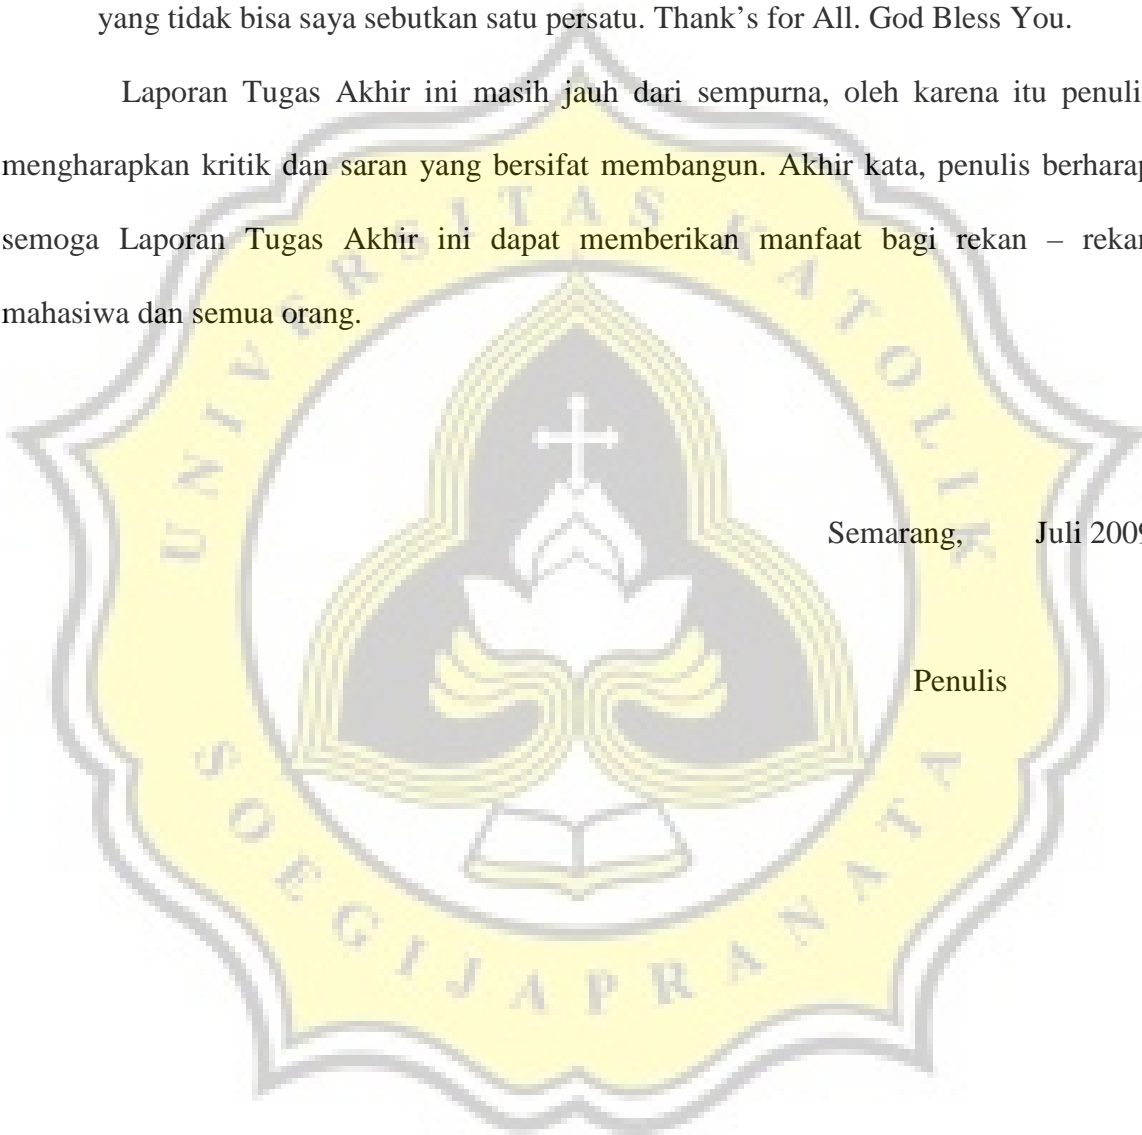 yang tidak bisa saya sebutkan satu persatu. Thank’s for All. God Bless You.
Laporan Tugas Akhir ini masih jauh dari sempurna, oleh karena itu penuli
mengharapkan kritik dan saran yang bersifat membangun. Akhir kata, penulis berharap
semoga Laporan Tugas Akhir ini dapat memberikan manfaat bagi rekan – rekan
mahasiwa dan semua orang.
Semarang, Juli 2009
Penulis
UNIVERSITAS KATOLIK
SOEGIJAPRANATA